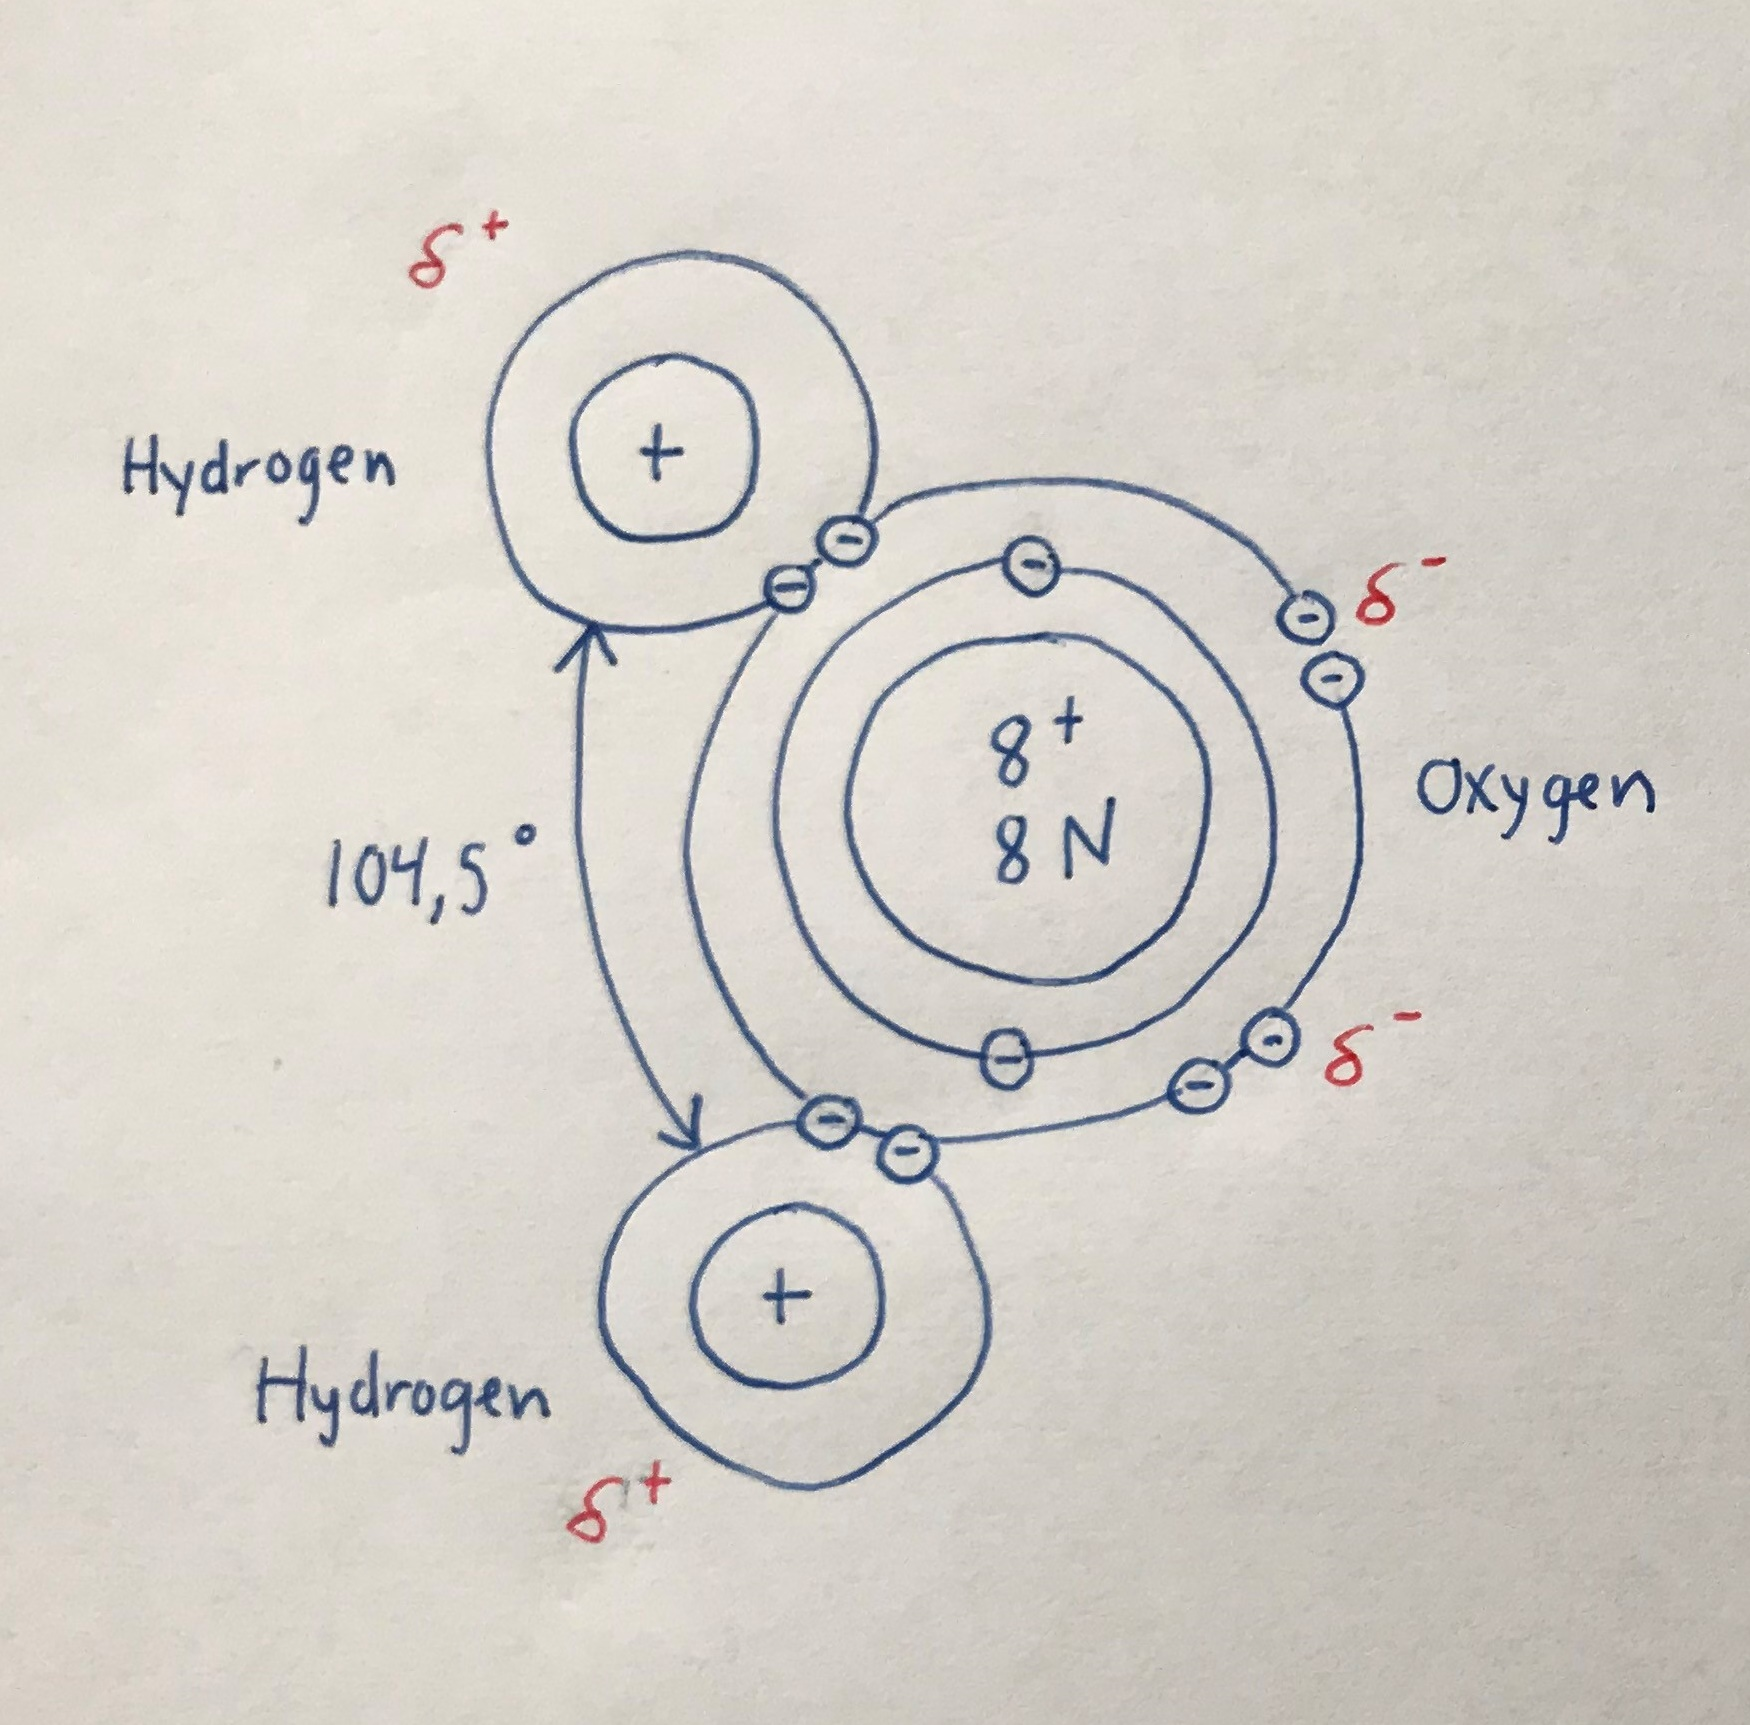 δ+
Hydrogen
+
-
-
-
-
δ-
-
8+
8 N
Oxygen
104,5°
-
-
δ-
-
-
-
+
Hydrogen
δ+